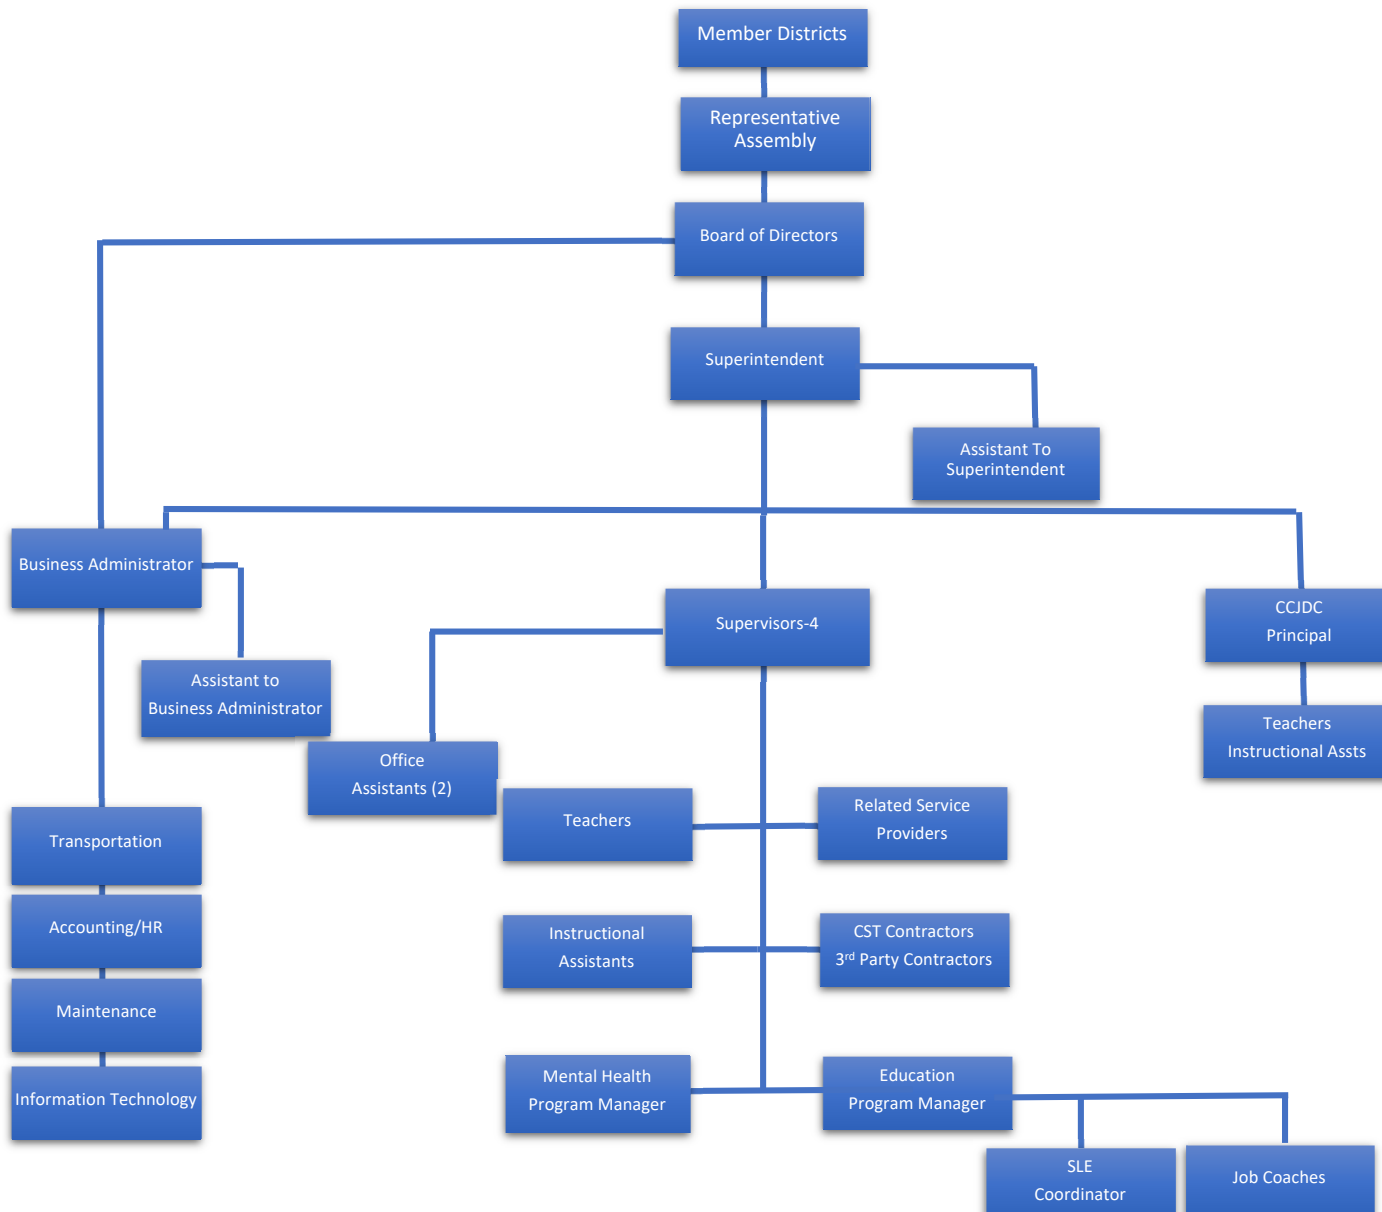 Member Districts
Representative
Assembly
Board of Directors
Superintendent
Assistant To
Superintendent
Business Administrator
Supervisors-4
CCJDC
Principal
Assistant to
Business Administrator
Teachers
Instructional Assts
Office
Assistants (2)
Teachers
Related Service
Providers
Transportation
Accounting/HR
Instructional
Assistants
CST Contractors
3rd Party Contractors
Maintenance
Information Technology
Mental Health
Program Manager
Education
Program Manager
SLE
Coordinator
Job Coaches